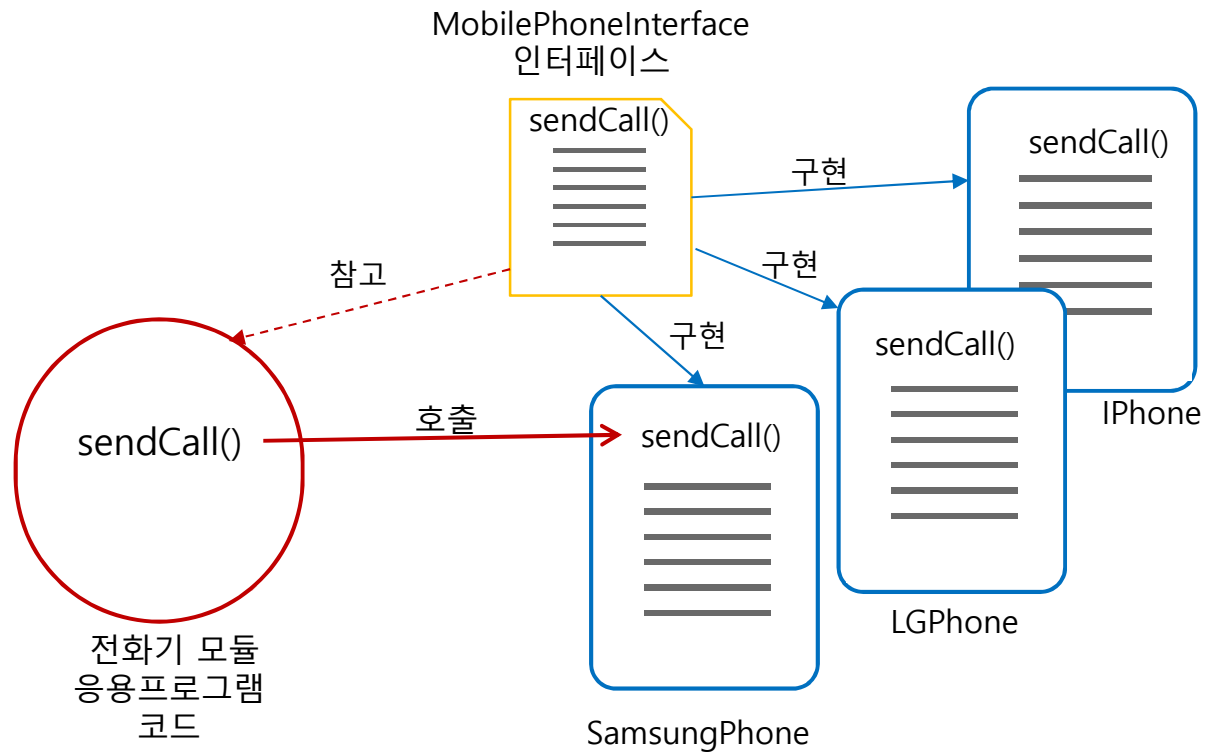 MobilePhoneInterface
인터페이스
sendCall()
sendCall()
구현
구현
참고
구현
sendCall()
호출
sendCall()
sendCall()
IPhone
LGPhone
전화기 모듈
응용프로그램
코드
SamsungPhone